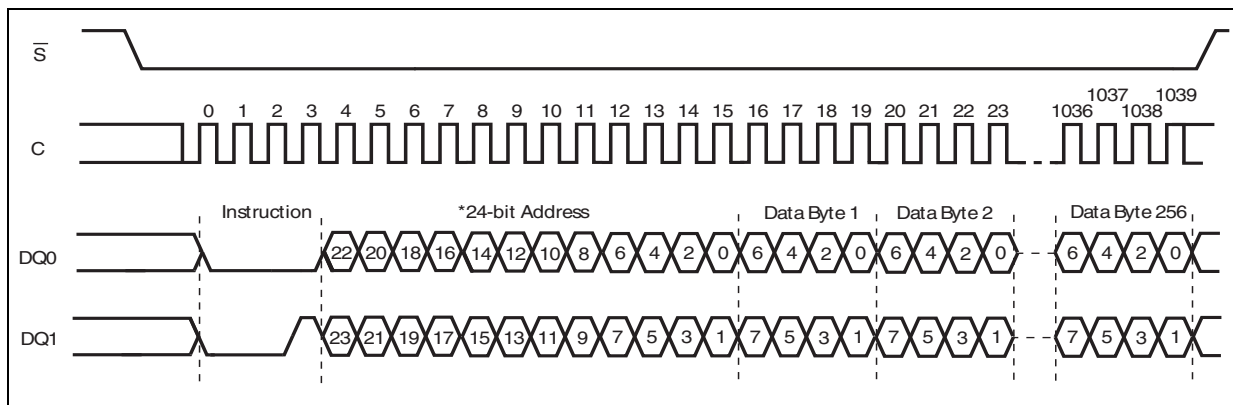 S
1037 1039
0 1 2 3 4 5 6 7 8 9 10 11 12 13 14 15 16 17 18 19 20 21 22 23 1036 1038
C
Instruction *24-bit Address Data Byte 1 Data Byte 2 Data Byte 256
DQ0 22 20 18 16 14 12 10 8 6 4 2 0 6 4 2 0 6 4 2 0 6 4 2 0
DQ1 23 21 19 17 15 13 11 9 7 5 3 1 7 5 3 1 7 5 3 1 7 5 3 1